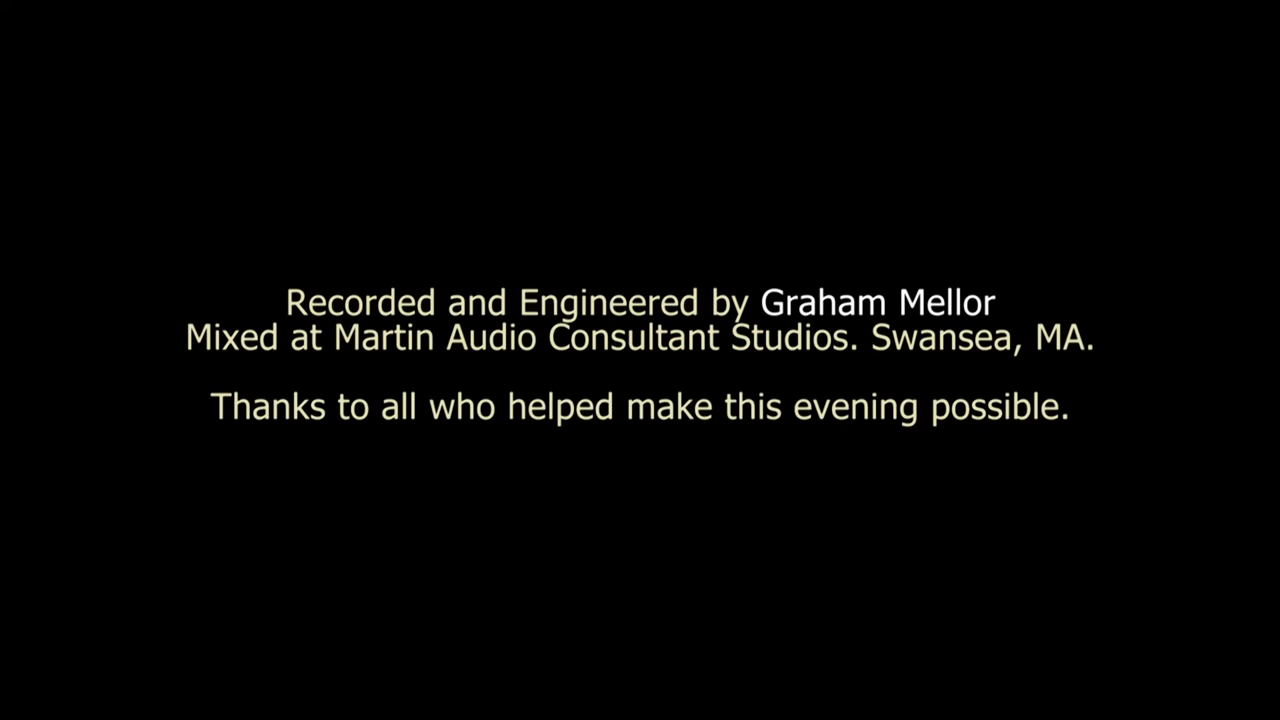 Recorded and Engineered by Graham Mellor
Mixed at Martin Audio Consultant Studios. Swansea, MA.
Thanks to all who helped make this evening possible.